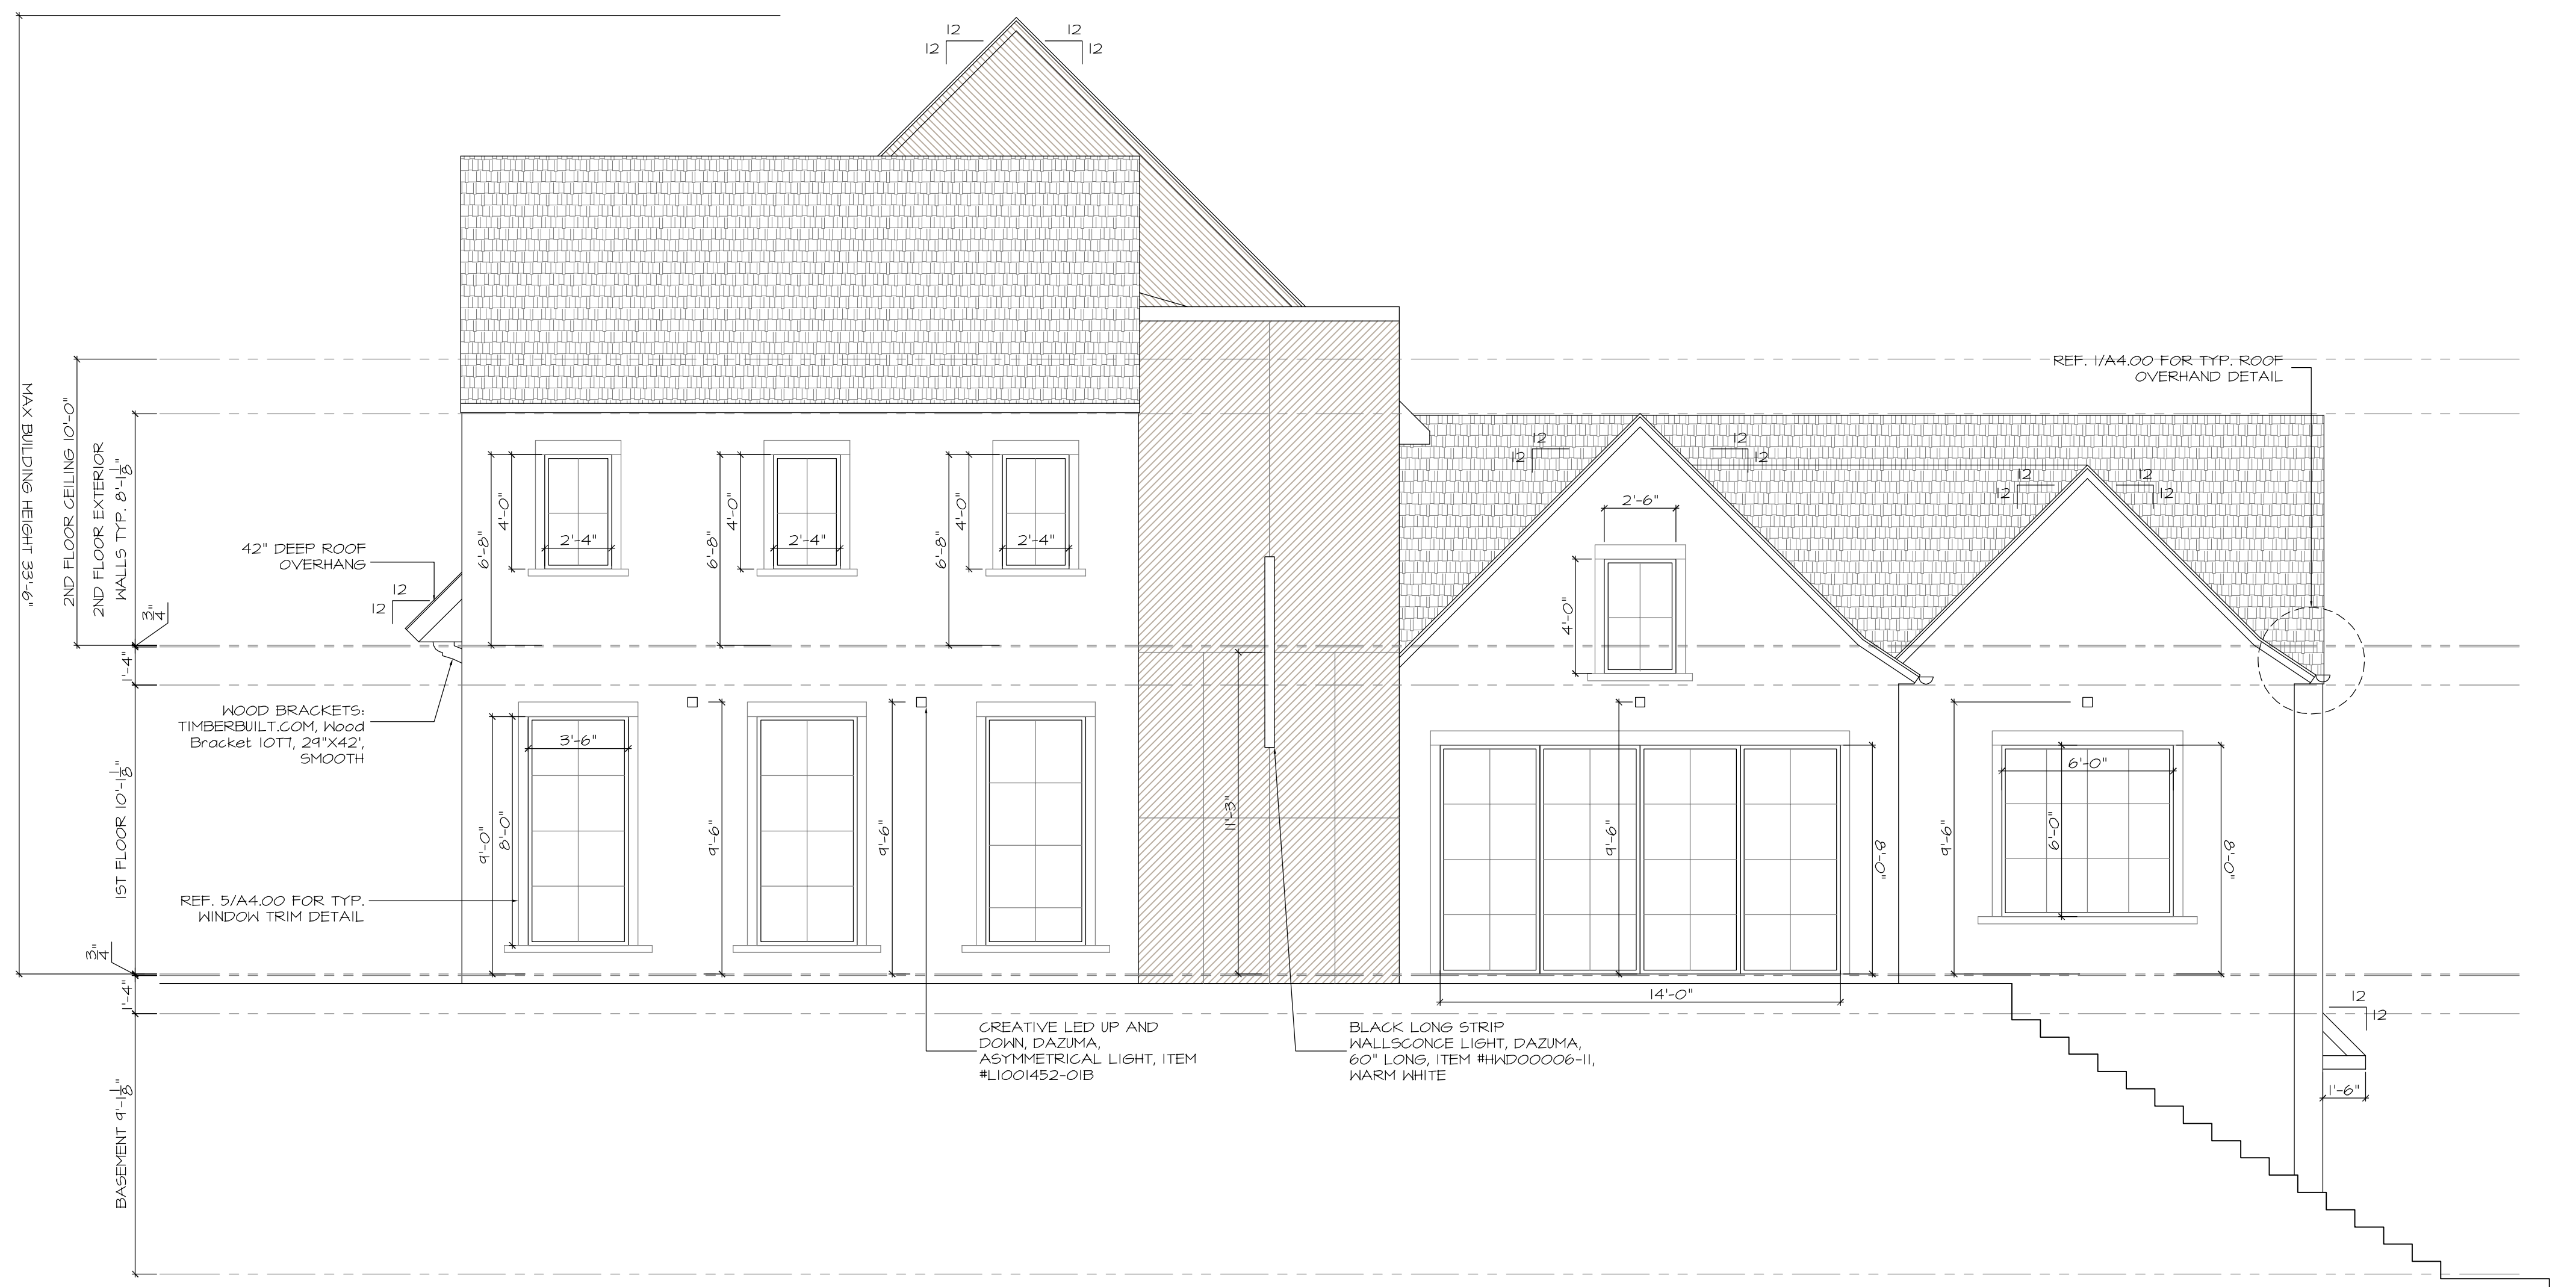 12
12
12
12
MAX BUILDING HEIGHT 33'-6"
2ND FLOOR CEILING 10'-0"
2ND FLOOR EXTERIOR
WALLS TYP. 8'-1 1/8"
3/4"
1'-4"
1ST FLOOR 10'-1 1/8"
3/4"
1'-4"
BASEMENT 9'-1 1/8"
REF. 1/A4.00 FOR TYP. ROOF
OVERHAND DETAIL
42" DEEP ROOF
OVERHANG
12
12
WOOD BRACKETS:
TIMBERBUILT.COM, Wood
Bracket 10T7, 29"X42',
SMOOTH
REF. 5/A4.00 FOR TYP.
WINDOW TRIM DETAIL
6'-8"
4'-0"
2'-4"
6'-8"
4'-0"
2'-4"
6'-8"
4'-0"
2'-4"
12
12
12
12
12
12
12
12
2'-6"
4'-0"
3'-6"
9'-0"
8'-0"
9'-6"
9'-6"
11'-3"
9'-6"
8'-0"
9'-6"
6'-0"
6'-0"
8'-0"
14'-0"
CREATIVE LED UP AND
DOWN, DAZUMA,
ASYMMETRICAL LIGHT, ITEM
#L1001452-01B
BLACK LONG STRIP
WALLSCONCE LIGHT, DAZUMA,
60" LONG, ITEM #HWD00006-11,
WARM WHITE
12
12
1'-6"